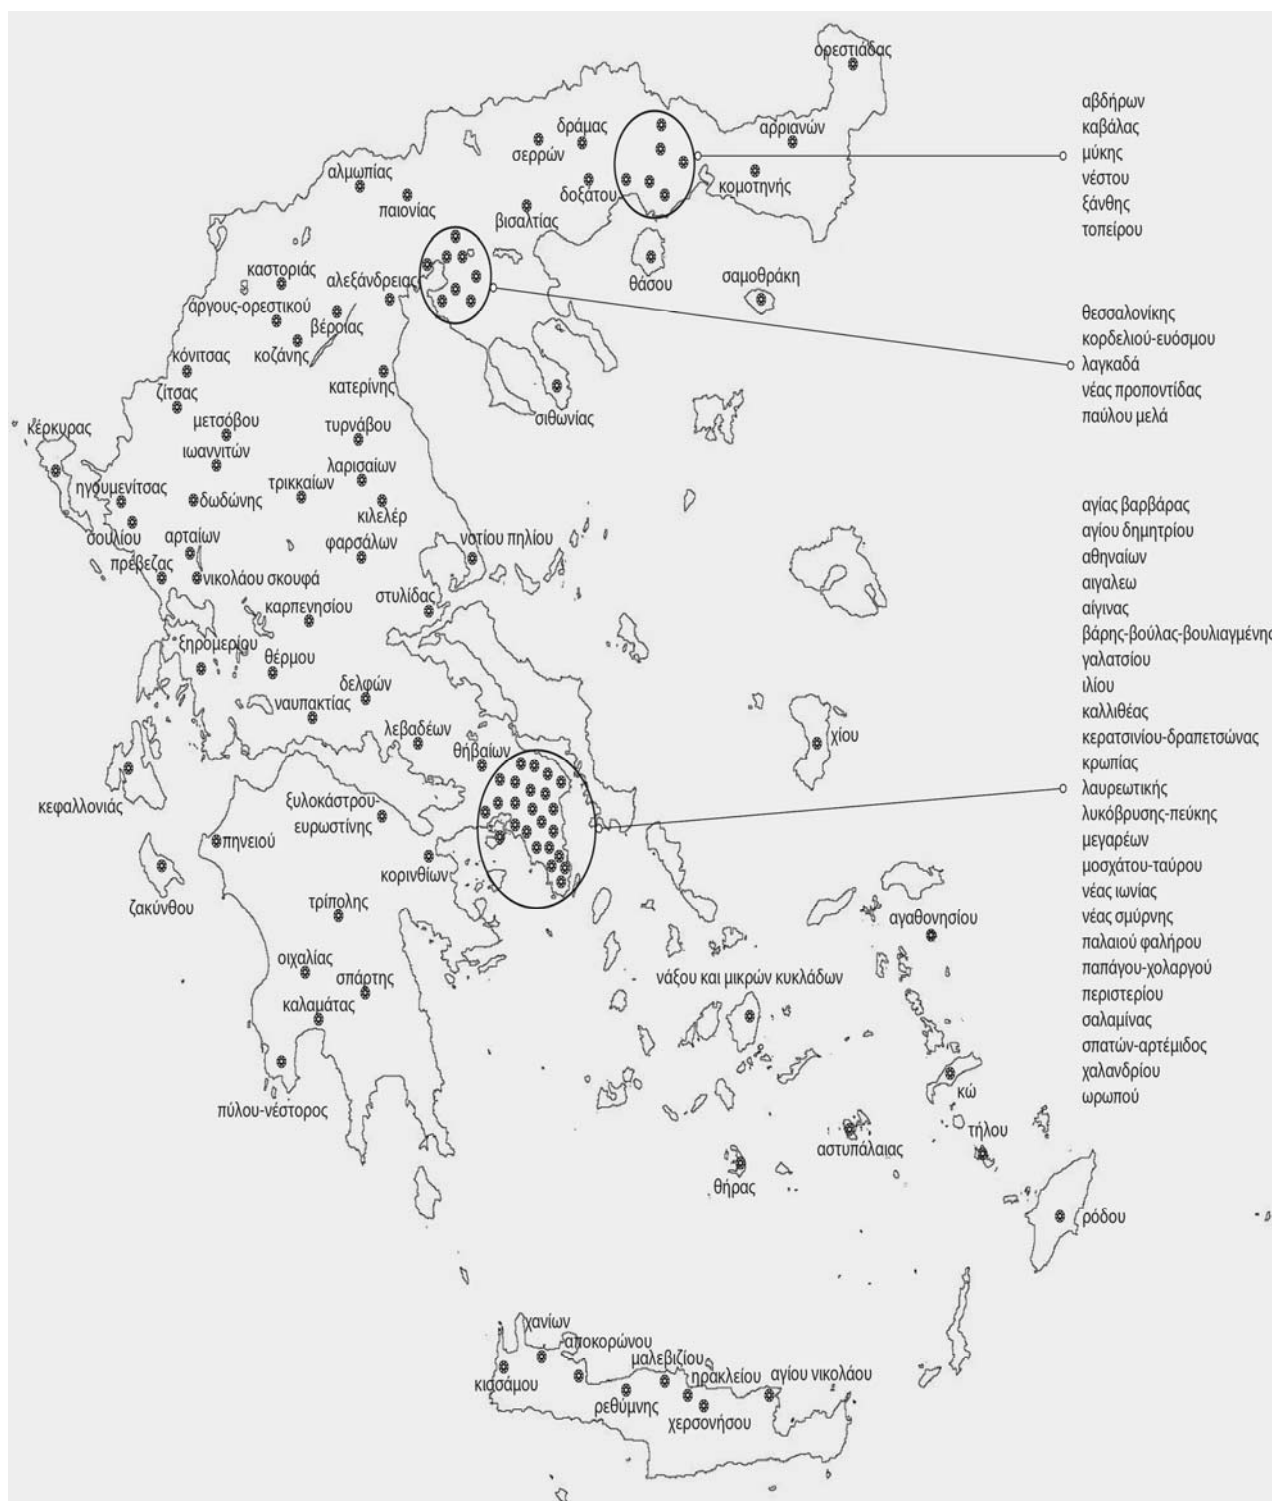 ορεστιάδας
δράμας
σερρών
αρριανών
αλμωπίας
παιονίας
δοξάτου
κομοτηνής
βισαλτίας
θάσου
σαμοθράκη
καστοριάς
αλεξάνδρειας
άργους-ορεστικού
βέροιας
κοζάνης
κόνιτσας
κατερίνης
ζίτσας
σιθωνίας
μετσόβου
τυρνάβου
κέρκυρας
ιωαννιτών
λαρισαίων
ηγουμενίτσας
δωδώνης
τρικκαίων
κιλελέρ
σουλίου
αρταίων
φαρσάλων
νοτίου πηλίου
πρέβεζας
νικολάου σκουφά
στυλίδας
καρπενησίου
ξηρομερίου
θέρμου
δελφών
ναυπακτίας
λεβαδέων
θηβαίων
χίου
κεφαλλονιάς
ξυλοκάστρου-
ευρωστίνης
πηνειού
κορινθίων
ζακύνθου
τρίπολης
αγαθονησίου
οιχαλίας
σπάρτης
νάξου και μικρών κυκλάδων
καλαμάτας
πύλου-νέστορος
κώ
αστυπάλαιας
τήλου
θήρας
ρόδου
χανίων
αποκορώνου
μαλεβιζίου
κισσάμου
ηρακλείου
αγίου νικολάου
ρεθύμνης
χερσονήσου
αβδήρων
καβάλας
μύκης
νέστου
ξάνθης
τοπείρου
θεσσαλονίκης
κορδελιού-ευόσμου
λαγκαδά
νέας προποντίδας
παύλου μελά
αγίας βαρβάρας
αγίου δημητρίου
αθηναίων
αιγαλεω
αίγινας
βάρης-βούλας-βουλιαγμένης
γαλατσίου
ιλίου
καλλιθέας
κερατσινίου-δραπετσώνας
κρωπίας
λαυρεωτικής
λυκόβρυσης-πεύκης
μεγαρέων
μοσχάτου-ταύρου
νέας ιωνίας
νέας σμύρνης
παλαιού φαλήρου
παπάγου-χολαργού
περιστερίου
σαλαμίνας
σπατών-αρτέμιδος
χαλανδρίου
ωρωπού